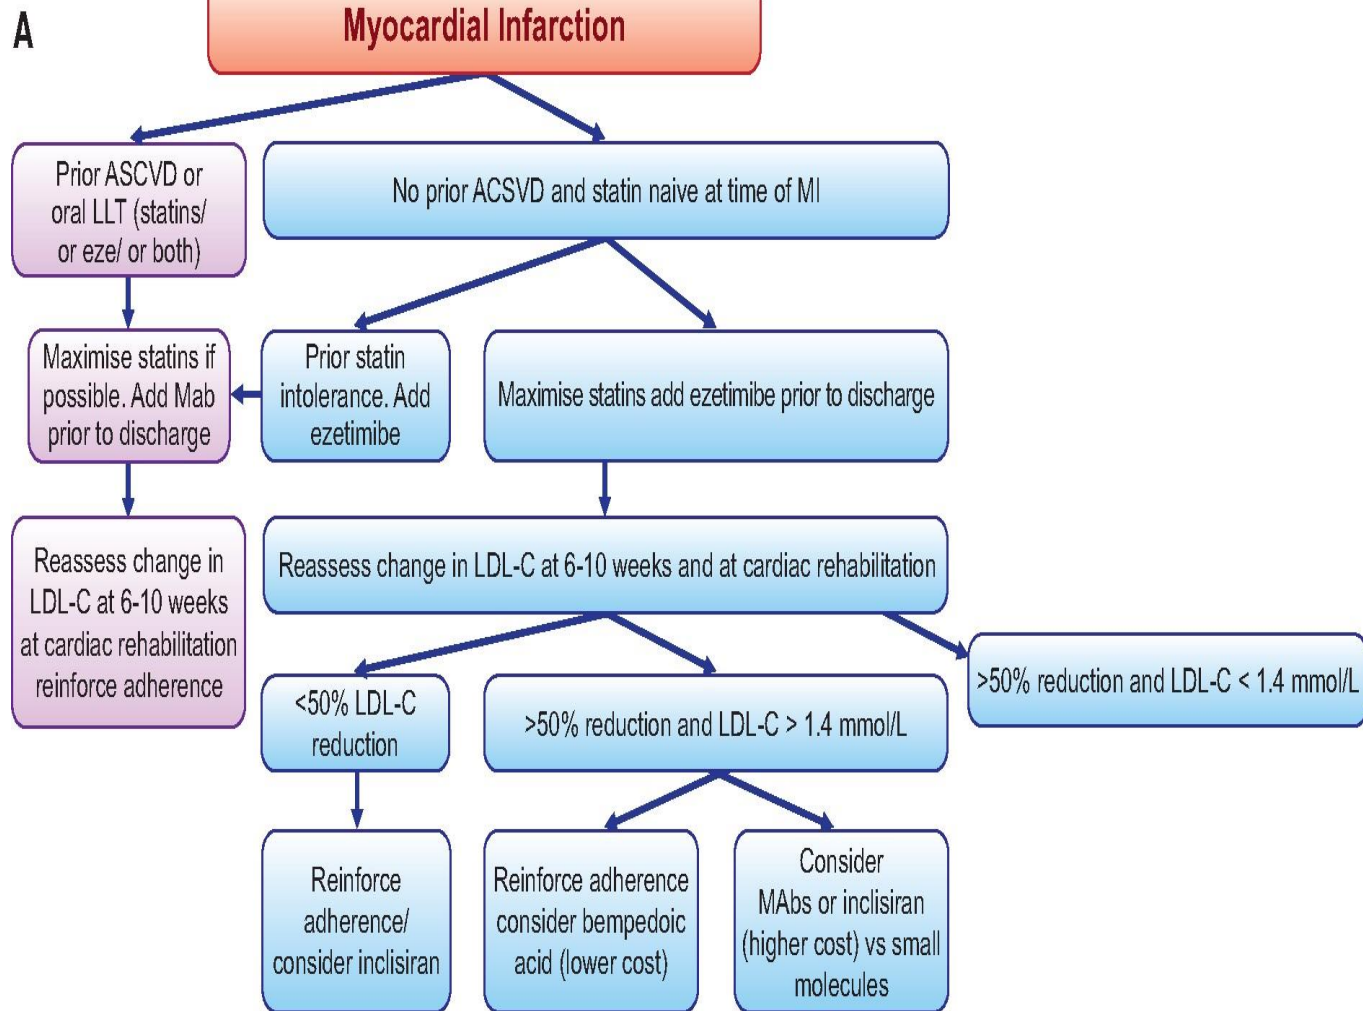 A
Myocardial Infarction
Prior ASCVD or
oral LLT (statins/
or eze/ or both)
No prior ACSVD and statin naive at time of MI
Maximise statins if
possible. Add Mab
prior to discharge
Prior statin
intolerance. Add
ezetimibe
Maximise statins add ezetimibe prior to discharge
Reassess change in
LDL-C at 6-10 weeks
at cardiac rehabilitation
reinforce adherence
Reassess change in LDL-C at 6-10 weeks and at cardiac rehabilitation
<50% LDL-C
reduction
>50% reduction and LDL-C > 1.4 mmol/L
>50% reduction and LDL-C < 1.4 mmol/L
Reinforce
adherence/
consider inclisiran
Reinforce adherence
consider bempedoic
acid (lower cost)
Consider
MAbs or inclisiran
(higher cost) vs small
molecules